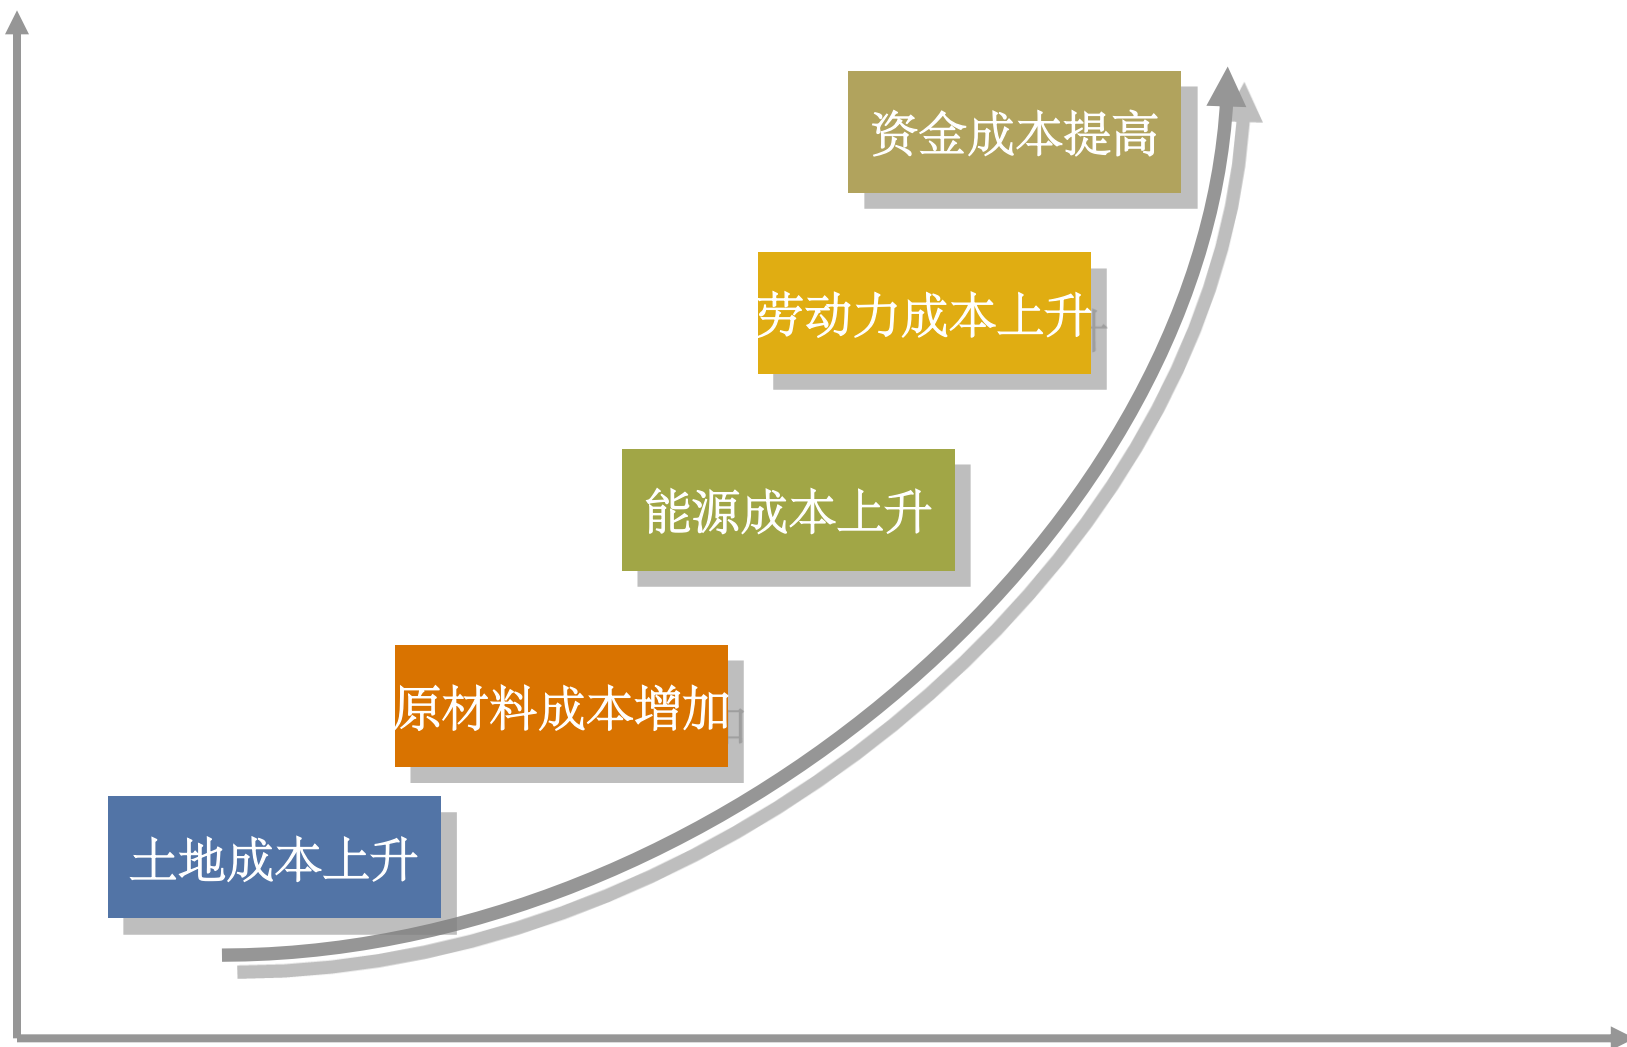 资金成本提高
劳动力成本上升
能源成本上升
原材料成本增加
土地成本上升